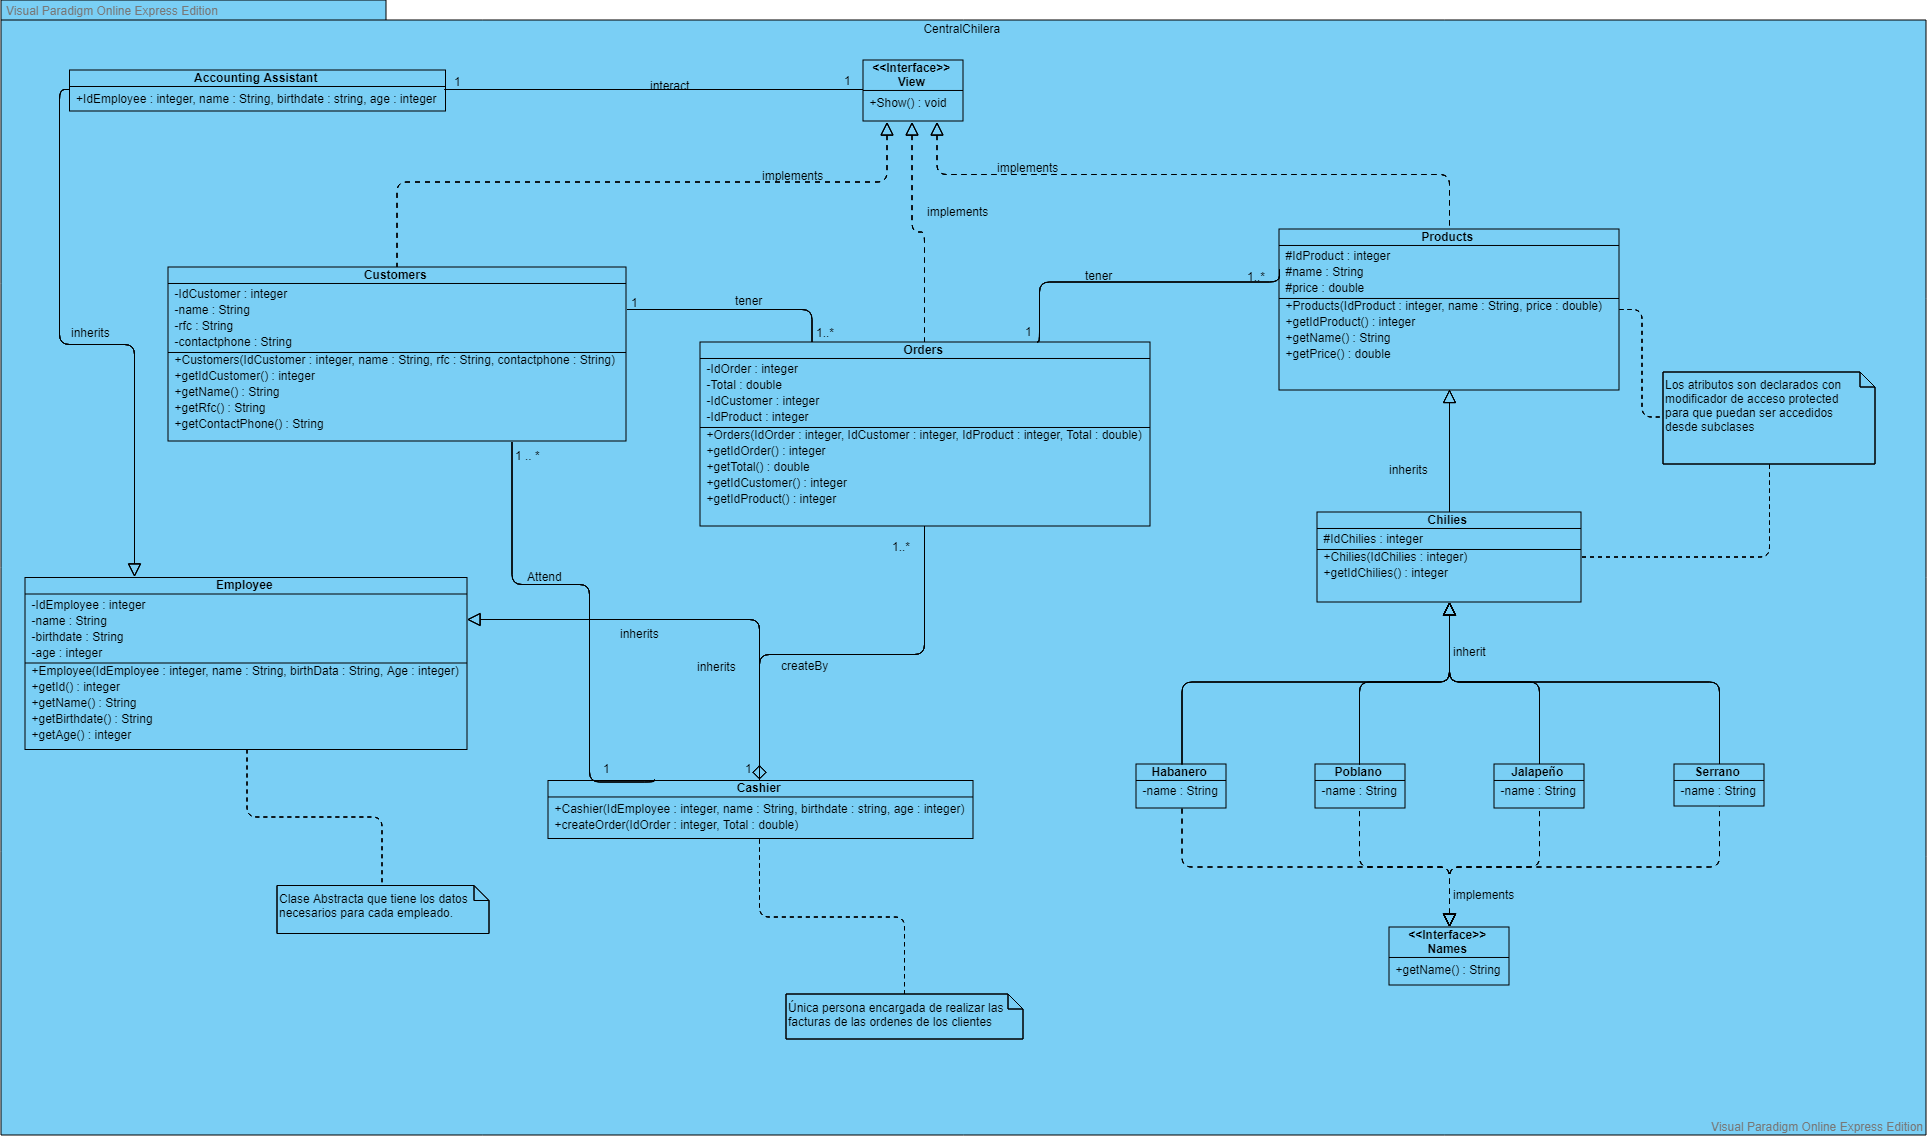 Visual Paradigm Online Express Edition
CentralChilera
Accounting Assistant
+IdEmployee : integer, name : String, birthdate : string, age : integer
1
interact
1
<<Interface>>
View
+Show() : void
implements
implements
implements
inherits
Customers
-IdCustomer : integer
-name : String
-rfc : String
-contactphone : String
+Customers(IdCustomer : integer, name : String, rfc : String, contactphone : String)
+getIdCustomer() : integer
+getName() : String
+getRfc() : String
+getContactPhone() : String
1
tener
1..*
1
tener
1..*
Orders
-IdOrder : integer
-Total : double
-IdCustomer : integer
-IdProduct : integer
+Orders(IdOrder : integer, IdCustomer : integer, IdProduct : integer, Total : double)
+getIdOrder() : integer
+getTotal() : double
+getIdCustomer() : integer
+getIdProduct() : integer
Products
#IdProduct : integer
#name : String
#price : double
+Products(IdProduct : integer, name : String, price : double)
+getIdProduct() : integer
+getName() : String
+getPrice() : double
Los atributos son declarados con
modificador de acceso protected
para que puedan ser accedidos
desde subclases
inherits
Chilies
#IdChilies : integer
+Chilies(IdChilies : integer)
+getIdChilies() : integer
1 .. *
Attend
1
1..*
createBy
1
inherits
inherits
Employee
-IdEmployee : integer
-name : String
-birthdate : String
-age : integer
+Employee(IdEmployee : integer, name : String, birthData : String, Age : integer)
+getId() : integer
+getName() : String
+getBirthdate() : String
+getAge() : integer
Cashier
+Cashier(IdEmployee : integer, name : String, birthdate : string, age : integer)
+createOrder(IdOrder : integer, Total : double)
Clase Abstracta que tiene los datos
necesarios para cada empleado.
Única persona encargada de realizar las
facturas de las ordenes de los clientes
inherit
Habanero
-name : String
Poblano
-name : String
Jalapeño
-name : String
Serrano
-name : String
implements
<<Interface>>
Names
+getName() : String
Visual Paradigm Online Express Edition